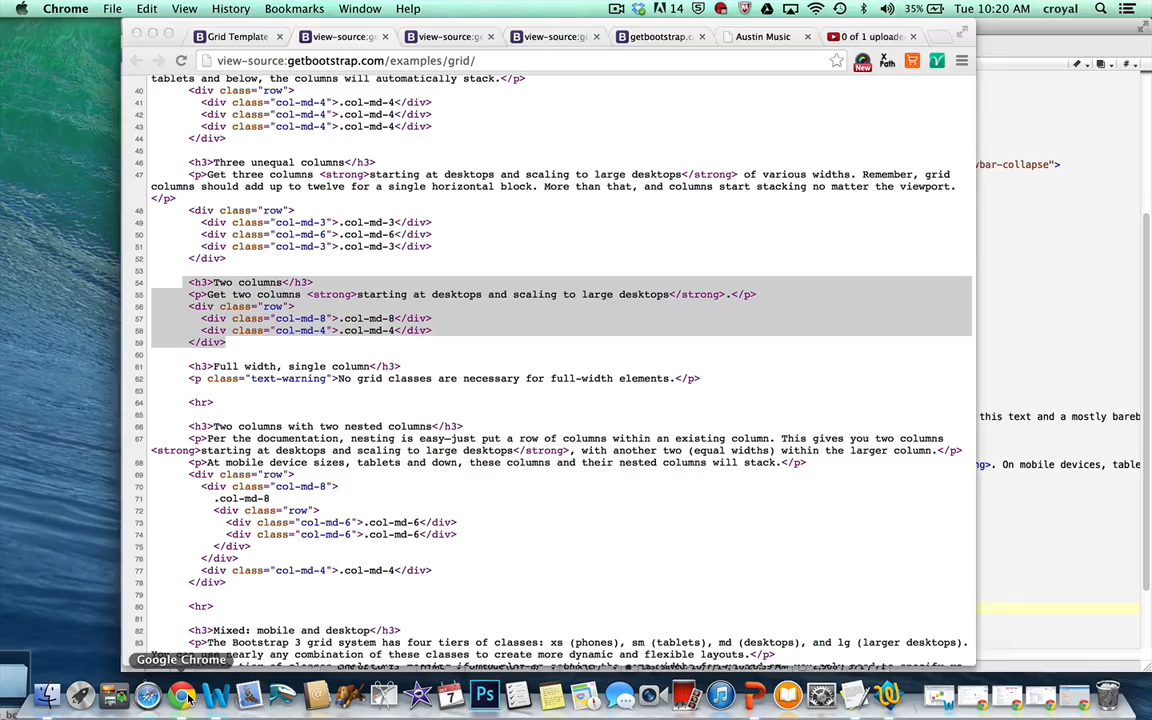 Chrome File Edit View History Bookmarks Window Help 14 35% Tue 10:20 AM croyal
Grid Template view-source:ge view-source:ge view-source:ge getbootstrap.c Austin Music 0 of 1 uploade
view-source:getbootstrap.com/examples/grid/
New Path
tablets and below, the columns will automatically stack.</p>
40 <div class="row">
41 <div class="col-md-4">.col-md-4</div>
42 <div class="col-md-4">.col-md-4</div>
43 <div class="col-md-4">.col-md-4</div>
44 </div>
45
46 <h3>Three unequal columns</h3>
47 <p>Get three columns <strong>starting at desktops and scaling to large desktops</strong> of various widths. Remember, grid
columns should add up to twelve for a single horizontal block. More than that, and columns start stacking no matter the viewport.
</p>
48 <div class="row">
49 <div class="col-md-3">.col-md-3</div>
50 <div class="col-md-6">.col-md-6</div>
51 <div class="col-md-3">.col-md-3</div>
52 </div>
53
54 <h3>Two columns</h3>
55 <p>Get two columns <strong>starting at desktops and scaling to large desktops</strong>.</p>
56 <div class="row">
57 <div class="col-md-8">.col-md-8</div>
58 <div class="col-md-4">.col-md-4</div>
59 </div>
60
61 <h3>Full width, single column</h3>
62 <p class="text-warning">No grid classes are necessary for full-width elements.</p>
63
64 <hr>
65
66 <h3>Two columns with two nested columns</h3>
67 <p>Per the documentation, nesting is easy—just put a row of columns within an existing column. This gives you two columns
<strong>starting at desktops and scaling to large desktops</strong>, with another two (equal widths) within the larger column.</p>
68 <p>At mobile device sizes, tablets and down, these columns and their nested columns will stack.</p>
69 <div class="row">
70 <div class="col-md-8">
71 .col-md-8
72 <div class="row">
73 <div class="col-md-6">.col-md-6</div>
74 <div class="col-md-6">.col-md-6</div>
75 </div>
76 </div>
77 <div class="col-md-4">.col-md-4</div>
78 </div>
79
80 <hr>
81
82 <h3>Mixed: mobile and desktop</h3>
83 <p>The Bootstrap 3 grid system has four tiers of classes: xs (phones), sm (tablets), md (desktops), and lg (larger desktops).
You can use nearly any combination of these classes to create more dynamic and flexible layouts.</p>
vbar-collapse">
this text and a mostly bareb
ng>. On mobile devices, table
Google Chrome